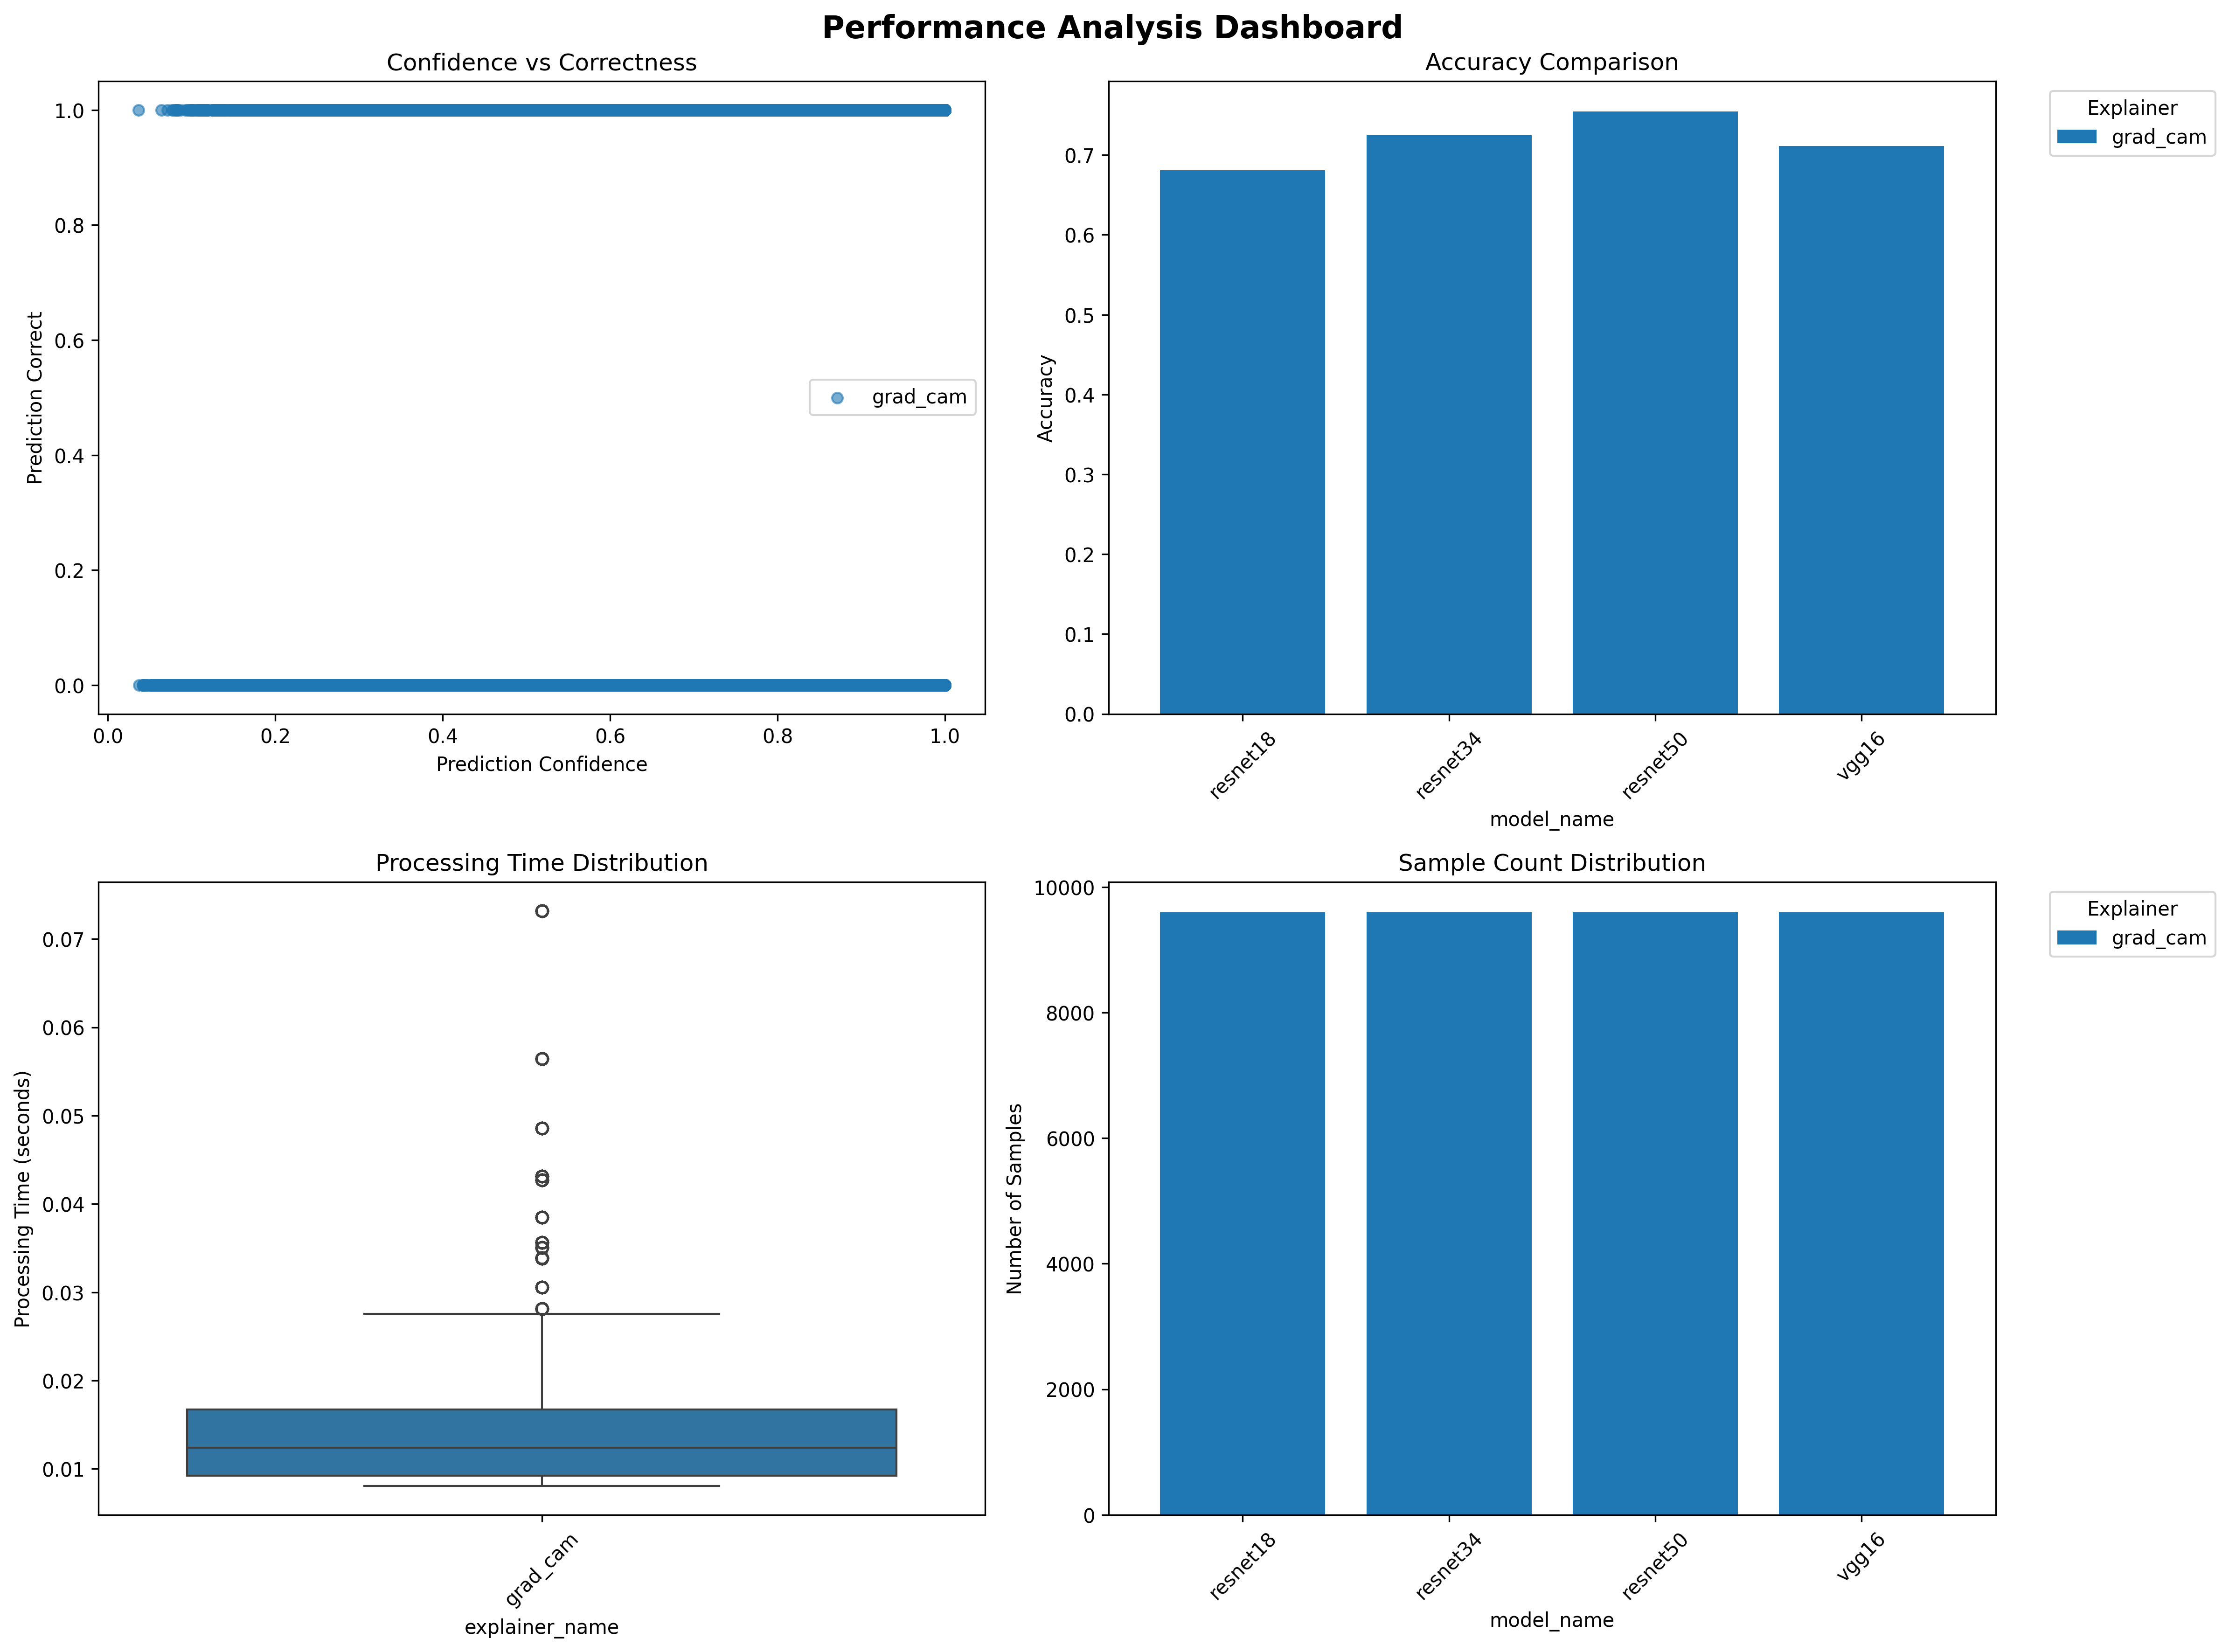 Performance Analysis Dashboard
Confidence vs Correctness
1.0
0.8
0.6
0.4
0.2
0.0
Prediction Correct
grad_cam
0.0 0.2 0.4 0.6 0.8 1.0
Prediction Confidence
Accuracy Comparison
0.7
0.6
0.5
0.4
0.3
0.2
0.1
0.0
Accuracy
resnet18 resnet34 resnet50 vgg16
model_name
Explainer
grad_cam
Processing Time Distribution
0.07
0.06
0.05
0.04
0.03
0.02
0.01
Processing Time (seconds)
grad_cam
explainer_name
Sample Count Distribution
10000
8000
6000
4000
2000
0
Number of Samples
resnet18 resnet34 resnet50 vgg16
model_name
Explainer
grad_cam